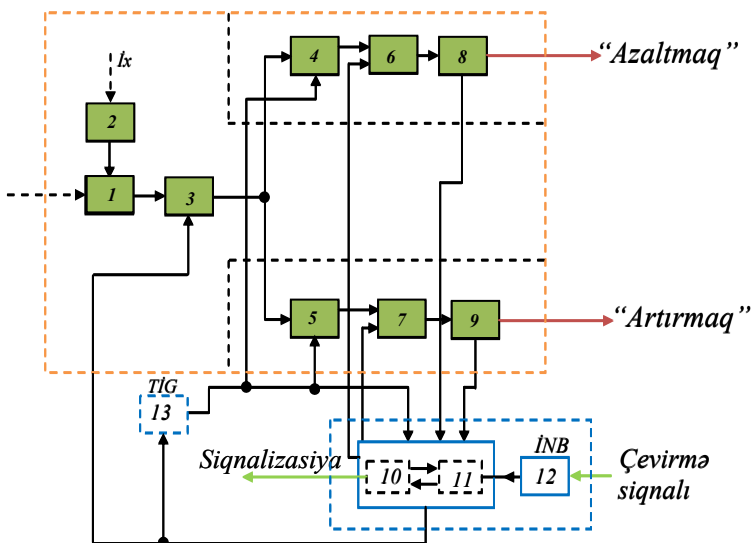 İx
4
6
8
“Azaltmaq”
2
1
3
5
7
9
“Artırmaq”
TİG
13
Siqnalizasiya
10
11
İNB
12
Çevirmə
siqnalı